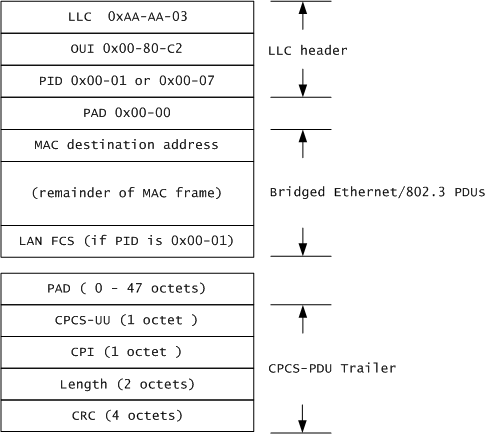 LLC 0xAA-AA-03
OUI 0x00-80-C2
LLC header
PID 0x00-01 or 0x00-07
PAD 0x00-00
MAC destination address
(remainder of MAC frame)
Bridged Ethernet/802.3 PDUs
LAN FCS (if PID is 0x00-01)
PAD ( 0 - 47 octets)
CPCS-UU (1 octet )
CPI (1 octet )
CPCS-PDU Trailer
Length (2 octets)
CRC (4 octets)